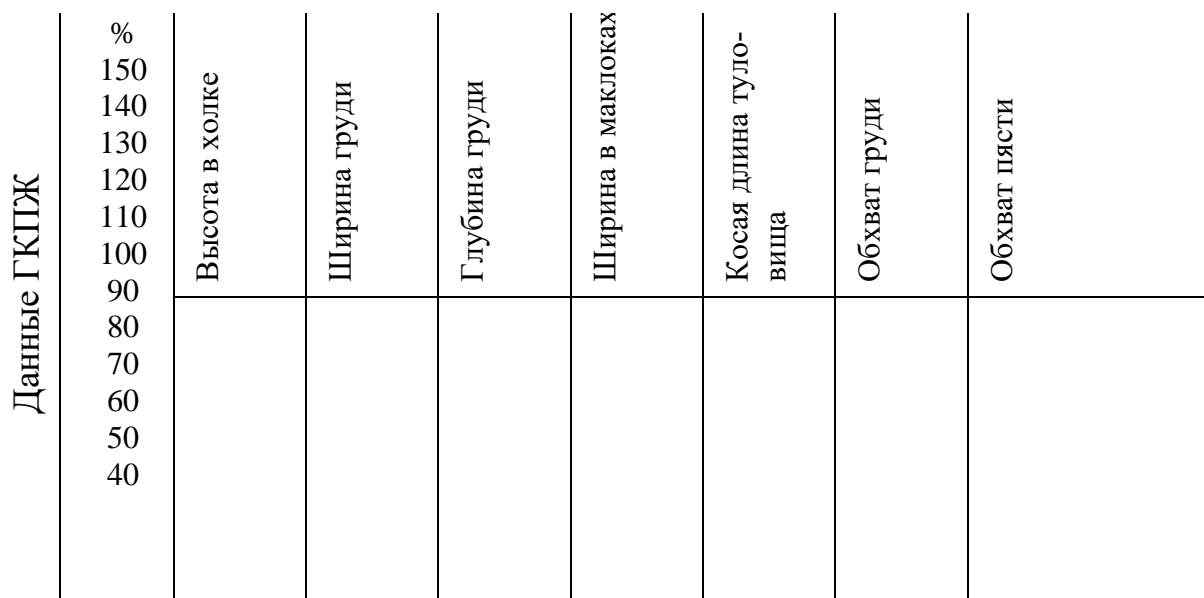 Данные ГКПЖ
%
150
140
130
120
110
100
90
80
70
60
50
40
Высота в холке
Ширина груди
Глубина груди
Ширина в маклоках
Косая длина туло-
вища
Обхват груди
Обхват пясти